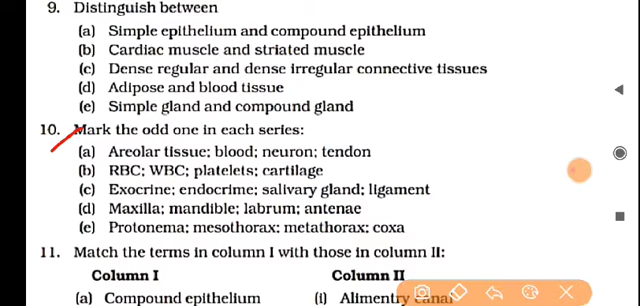 9. Distinguish between
(a) Simple epithelium and compound epithelium
(b) Cardiac muscle and striated muscle
(c) Dense regular and dense irregular connective tissues
(d) Adipose and blood tissue
(e) Simple gland and compound gland
10. Mark the odd one in each series:
(a) Areolar tissue; blood; neuron; tendon
(b) RBC; WBC; platelets; cartilage
(c) Exocrine; endocrime; salivary gland; ligament
(d) Maxilla; mandible; labrum; antenae
(e) Protonema; mesothorax; metathorax; coxa
11. Match the terms in column I with those in column II:
Column I Column II
(a) Compound epithelium (i) Alimentry canal